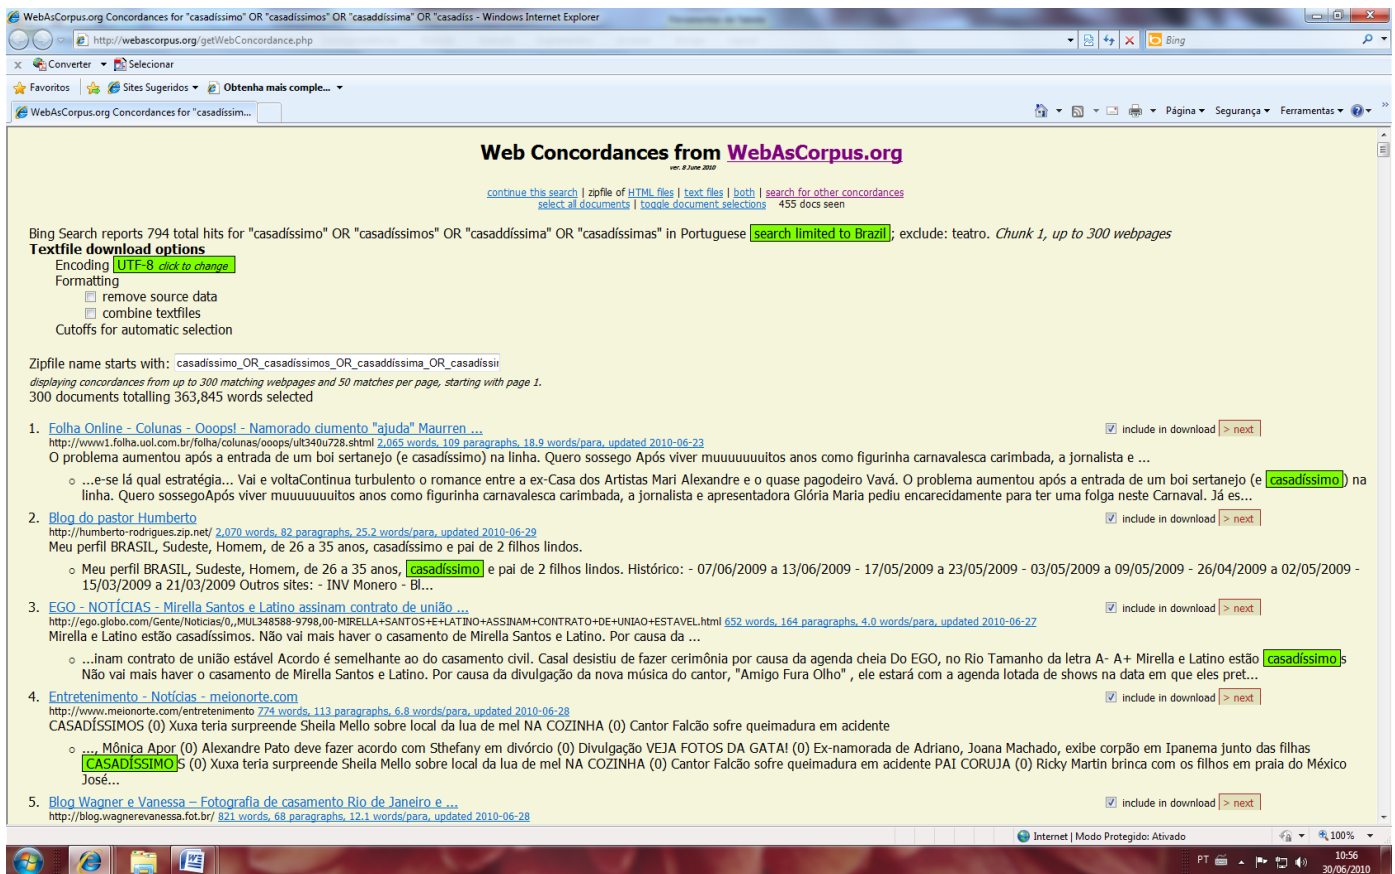 WebAsCorpus.org Concordances for "casadíssimo" OR "casadíssimos" OR "casaddíssima" OR "casadíss - Windows Internet Explorer
http://webascorpus.org/getWebConcordance.php
Bing
x Converter Selecionar
Favoritos Sites Sugeridos Obtenha mais comple...
WebAsCorpus.org Concordances for "casadíssim...
Página Segurança Ferramentas
Web Concordances from WebAsCorpus.org
ver. 8 June 2010
continue this search | zipfile of HTML files | text files | both | search for other concordances
select all documents | toggle document selections 455 docs seen
Bing Search reports 794 total hits for "casadíssimo" OR "casadíssimos" OR "casaddíssima" OR "casadíssimas" in Portuguese search limited to Brazil; exclude: teatro. Chunk 1, up to 300 webpages
Textfile download options
Encoding UTF-8 click to change
Formatting
remove source data
combine textfiles
Cutoffs for automatic selection
Zipfile name starts with: casadíssimo_OR_casadíssimos_OR_casaddíssima_OR_casadíssir
displaying concordances from up to 300 matching webpages and 50 matches per page, starting with page 1.
300 documents totalling 363,845 words selected
1. Folha Online - Colunas - Ooops! - Namorado ciumento "ajuda" Maurren ... include in download > next
http://www1.folha.uol.com.br/folha/colunas/ooops/ult340u728.shtml 2,065 words, 109 paragraphs, 18.9 words/para, updated 2010-06-23
O problema aumentou após a entrada de um boi sertanejo (e casadíssimo) na linha. Quero sossego Após viver muuuuuuuitos anos como figurinha carnavalesca carimbada, a jornalista e ...
...e-se lá qual estratégia... Vai e voltaContinua turbulento o romance entre a ex-Casa dos Artistas Mari Alexandre e o quase pagodeiro Vavá. O problema aumentou após a entrada de um boi sertanejo (e casadíssimo) na
linha. Quero sossegoApós viver muuuuuuuitos anos como figurinha carnavalesca carimbada, a jornalista e apresentadora Glória Maria pediu encarecidamente para ter uma folga neste Carnaval. Já es...
2. Blog do pastor Humberto include in download > next
http://humberto-rodrigues.zip.net/ 2,070 words, 82 paragraphs, 25.2 words/para, updated 2010-06-29
Meu perfil BRASIL, Sudeste, Homem, de 26 a 35 anos, casadíssimo e pai de 2 filhos lindos.
Meu perfil BRASIL, Sudeste, Homem, de 26 a 35 anos, casadíssimo e pai de 2 filhos lindos. Histórico: - 07/06/2009 a 13/06/2009 - 17/05/2009 a 23/05/2009 - 03/05/2009 a 09/05/2009 - 26/04/2009 a 02/05/2009 -
15/03/2009 a 21/03/2009 Outros sites: - INV Monero - Bl...
3. EGO - NOTÍCIAS - Mirella Santos e Latino assinam contrato de união ... include in download > next
http://ego.globo.com/Gente/Noticias/0,,MUL348588-9798,00-MIRELLA+SANTOS+E+LATINO+ASSINAM+CONTRATO+DE+UNIAO+ESTAVEL.html 652 words, 164 paragraphs, 4.0 words/para, updated 2010-06-27
Mirella e Latino estão casadíssimos. Não vai mais haver o casamento de Mirella Santos e Latino. Por causa da ...
...inam contrato de união estável Acordo é semelhante ao do casamento civil. Casal desistiu de fazer cerimônia por causa da agenda cheia Do EGO, no Rio Tamanho da letra A- A+ Mirella e Latino estão casadíssimos
Não vai mais haver o casamento de Mirella Santos e Latino. Por causa da divulgação da nova música do cantor, "Amigo Fura Olho" , ele estará com a agenda lotada de shows na data em que eles pret...
4. Entretenimento - Notícias - meionorte.com include in download > next
http://www.meionorte.com/entretenimento 774 words, 113 paragraphs, 6.8 words/para, updated 2010-06-28
CASADÍSSIMOS (0) Xuxa teria surpreende Sheila Mello sobre local da lua de mel NA COZINHA (0) Cantor Falcão sofre queimadura em acidente
..., Mônica Apor (0) Alexandre Pato deve fazer acordo com Sthefany em divórcio (0) Divulgação VEJA FOTOS DA GATA! (0) Ex-namorada de Adriano, Joana Machado, exibe corpão em Ipanema junto das filhas
CASADÍSSIMOS (0) Xuxa teria surpreende Sheila Mello sobre local da lua de mel NA COZINHA (0) Cantor Falcão sofre queimadura em acidente PAI CORUJA (0) Ricky Martin brinca com os filhos em praia do México
José...
5. Blog Wagner e Vanessa – Fotografia de casamento Rio de Janeiro e ... include in download > next
http://blog.wagnerevanessa.fot.br/ 821 words, 68 paragraphs, 12.1 words/para, updated 2010-06-28
Internet | Modo Protegido: Ativado 100%
PT 10:56
30/06/2010